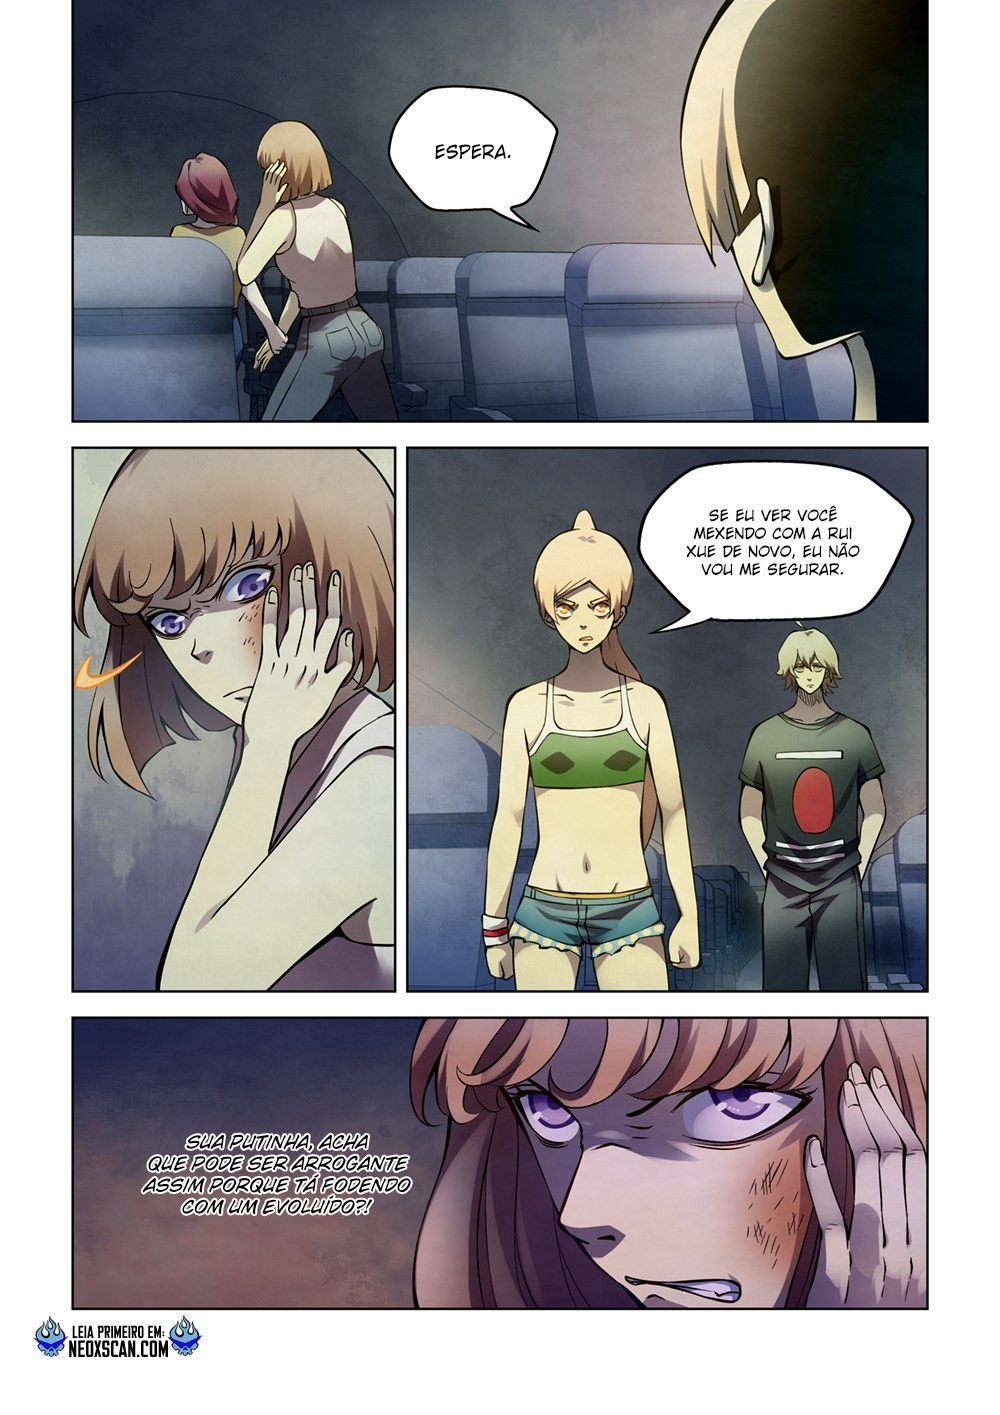 ESPERA.
SE EU VER VOCÊ
MEXENDO COM A RUI
XUE DE NOVO, EU NÃO
VOU ME SEGURAR.
SUA PUTINHA, ACHA
QUE PODE SER ARROGANTE
ASSIM PORQUE TÁ FODENDO
COM UM EVOLUÍDO?!
LEIA PRIMEIRO EM:
NEOXSCAN.COM